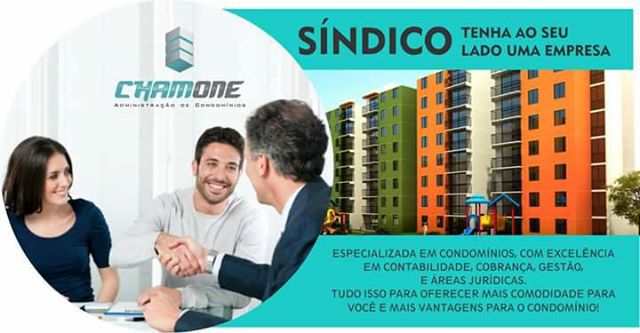 CHAMONE
ADMINISTRAÇÃO DE CONDOMÍNIOS
SÍNDICO
TENHA AO SEU
LADO UMA EMPRESA
ESPECIALIZADA EM CONDOMÍNIOS, COM EXCELÊNCIA
EM CONTABILIDADE, COBRANÇA, GESTÃO,
E ÁREAS JURÍDICAS.
TUDO ISSO PARA OFERECER MAIS COMODIDADE PARA
VOCÊ E MAIS VANTAGENS PARA O CONDOMÍNIO!